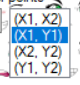 (X1, X2)
(X1, Y1)
(X2, Y2)
(Y1, Y2)